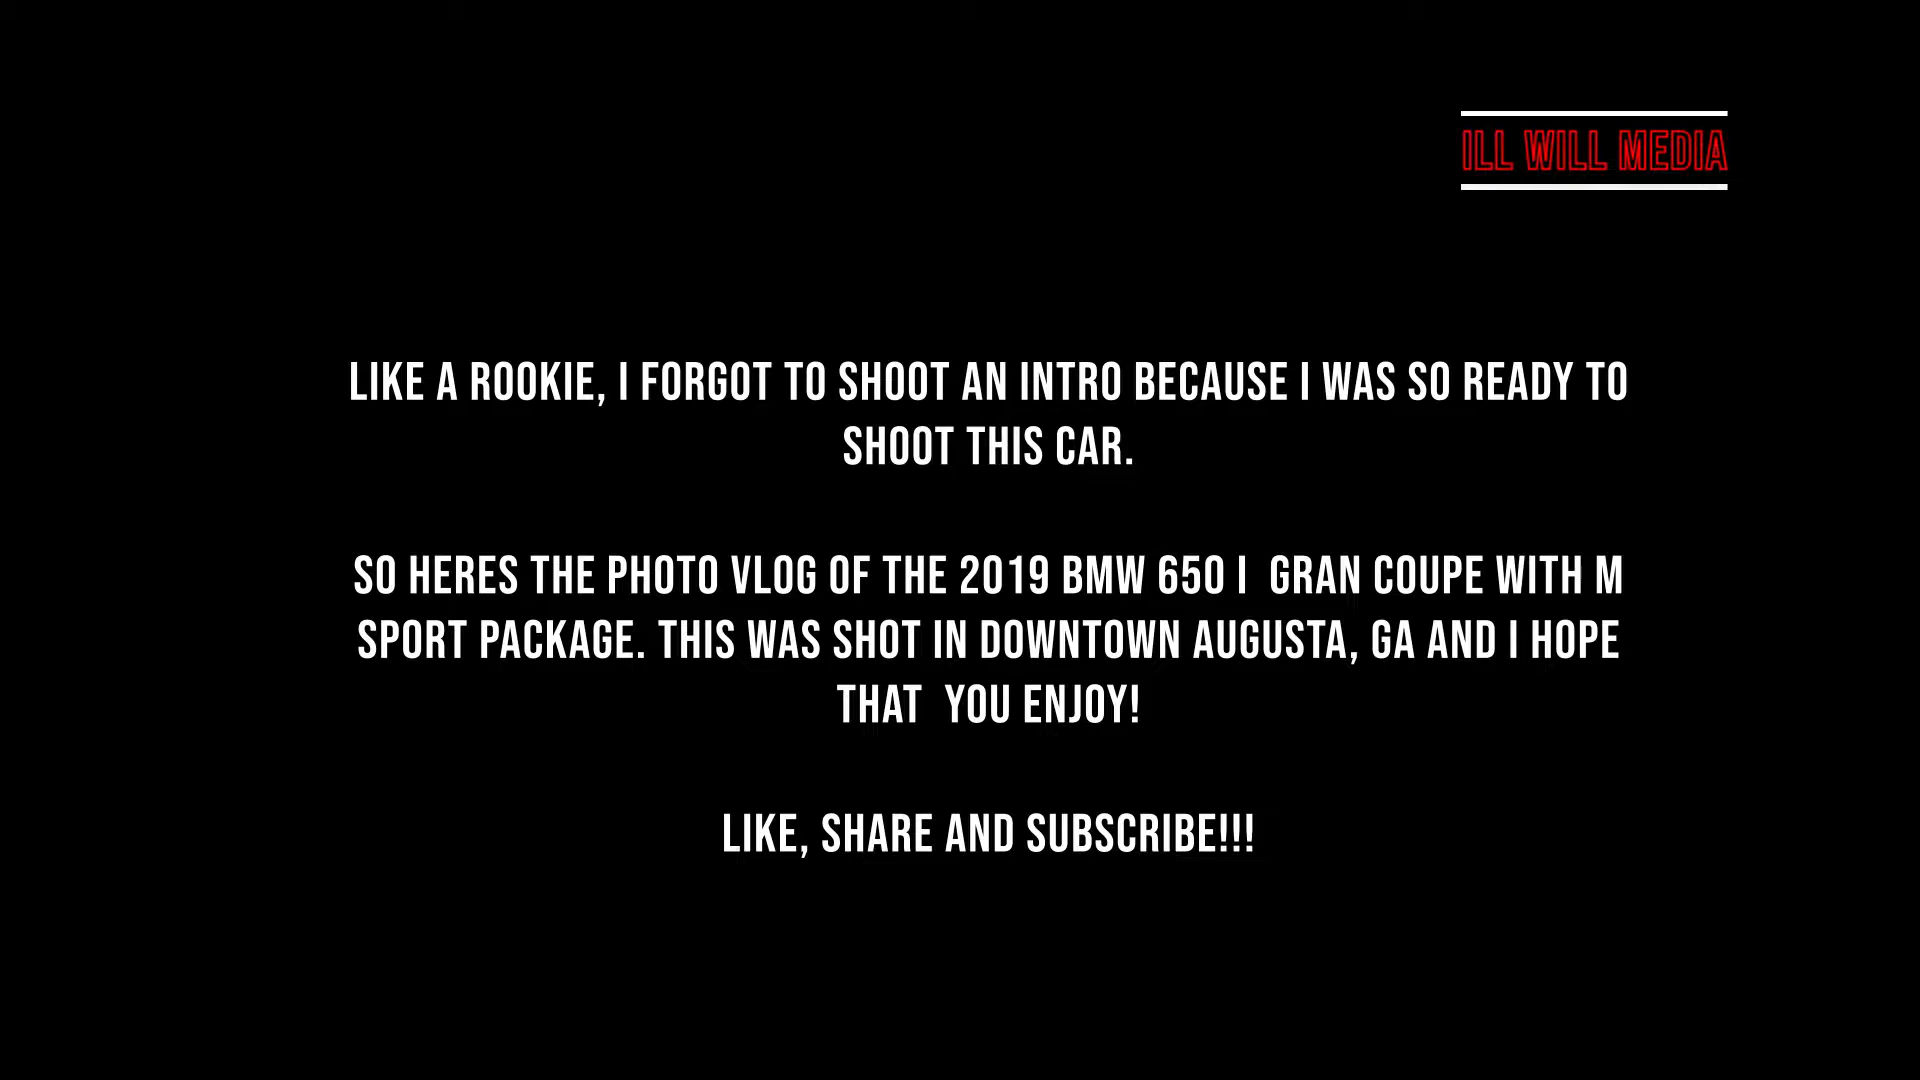 ILL WILL MEDIA
LIKE A ROOKIE, I FORGOT TO SHOOT AN INTRO BECAUSE I WAS SO READY TO
SHOOT THIS CAR.
SO HERES THE PHOTO VLOG OF THE 2019 BMW 650 I  GRAN COUPE WITH M
SPORT PACKAGE. THIS WAS SHOT IN DOWNTOWN AUGUSTA, GA AND I HOPE
THAT  YOU ENJOY!
LIKE, SHARE AND SUBSCRIBE!!!